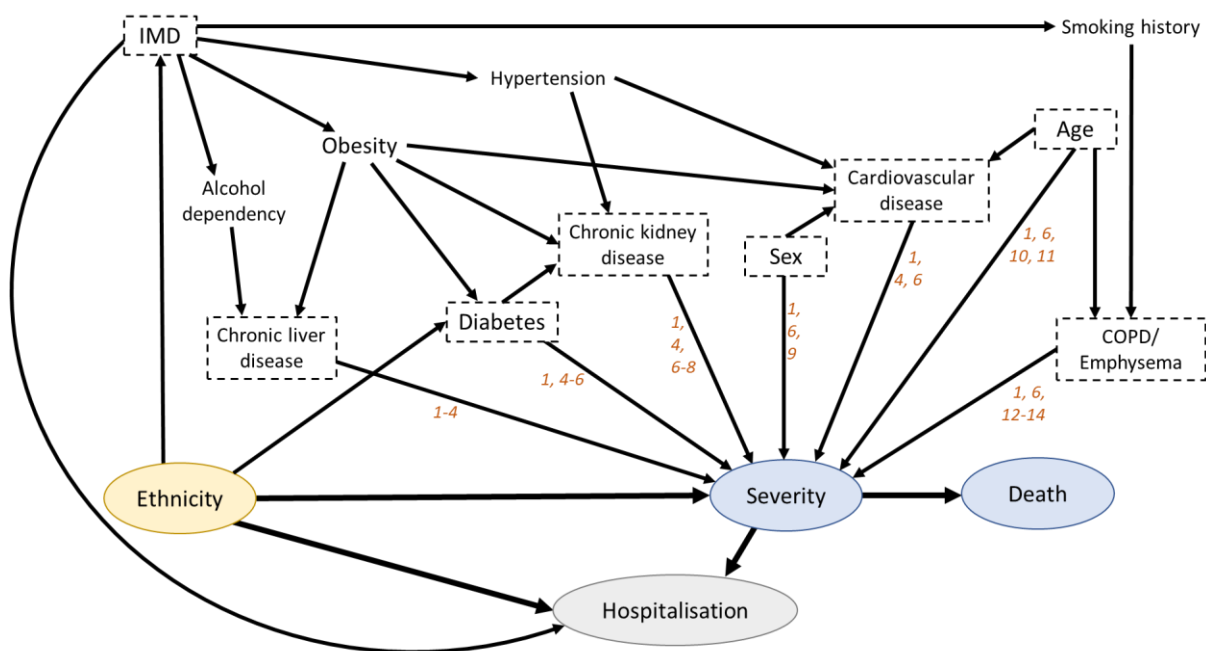 IMD
Smoking history
Hypertension
Age
Obesity
Cardiovascular
disease
Alcohol
dependency
Chronic kidney
disease
Sex
1, 6,
10, 11
1,
4, 6
Chronic liver
disease
Diabetes
1,
4,
6-8
1,
6,
9
COPD/
Emphysema
1, 4-6
1-4
1, 6,
12-14
Ethnicity
Severity
Death
Hospitalisation